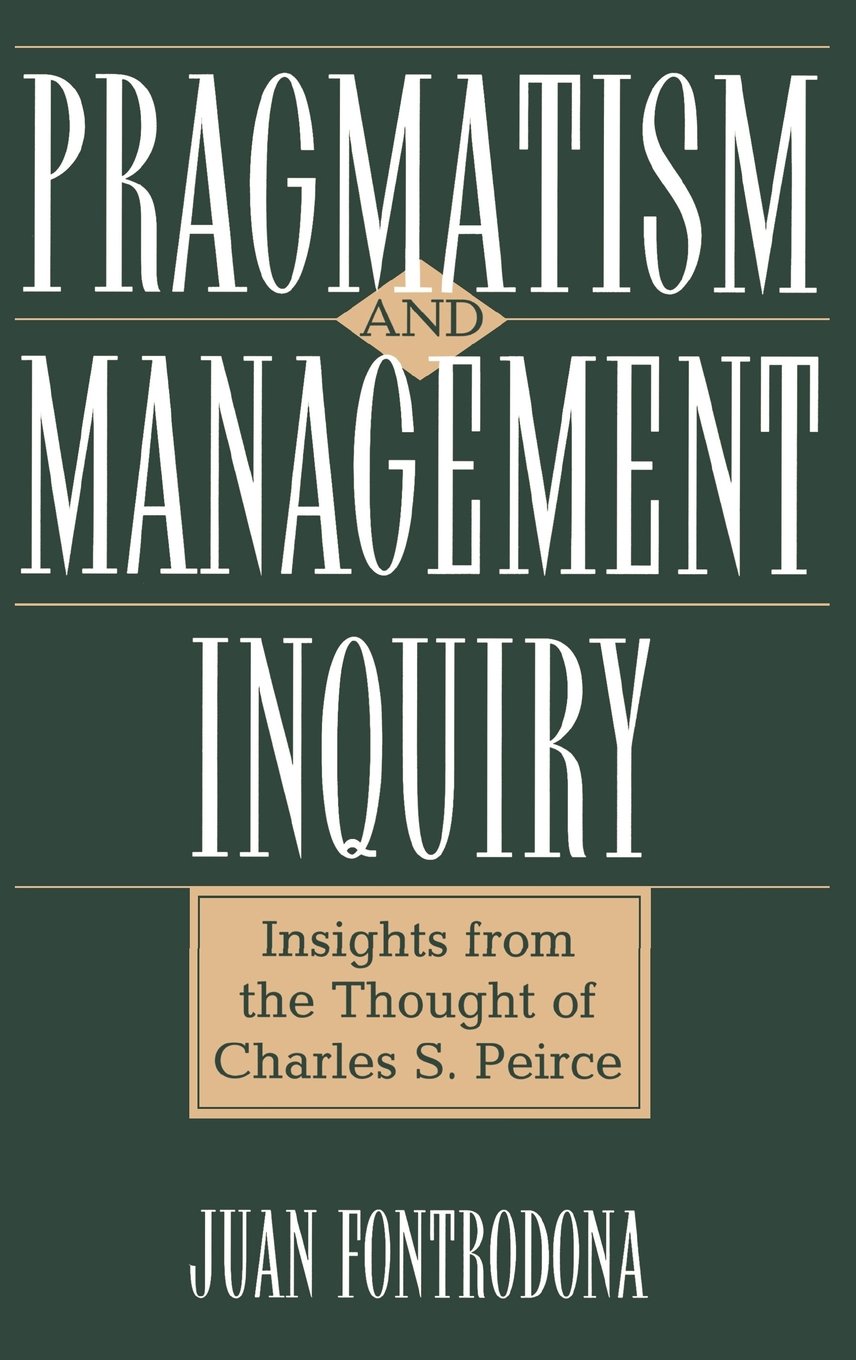 PRAGMATISM
AND
MANAGEMENT
INQUIRY
Insights from
the Thought of
Charles S. Peirce
JUAN FONTRODONA